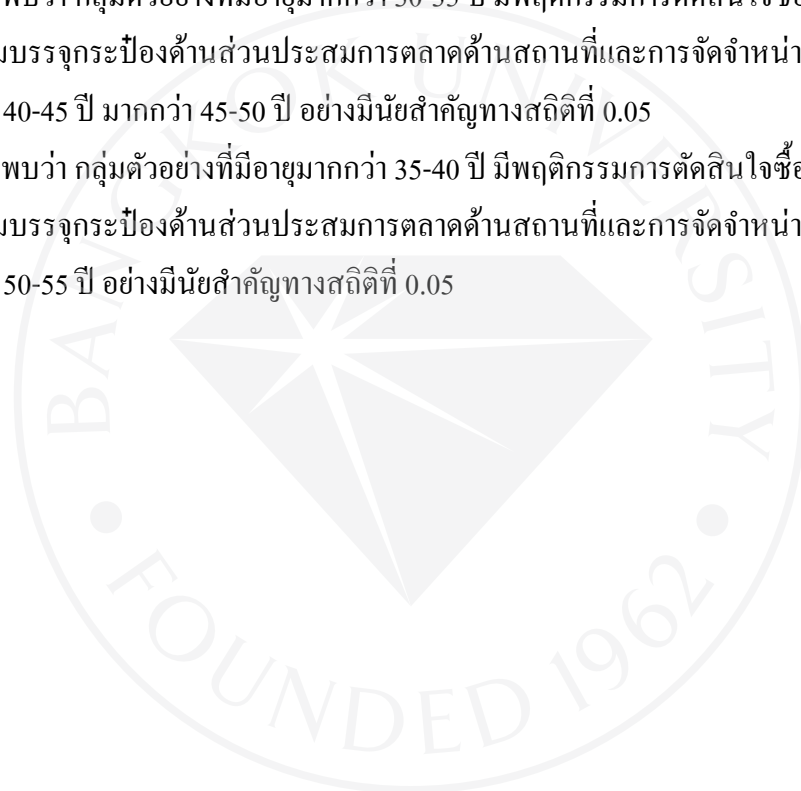 พบว่า กลุ่มตัวอย่างที่มีอายุมากกว่า 50-55 ปี มีพฤติกรรมการตัดสินใจซื้อ
บรรจุกระป๋องด้านส่วนประสมการตลาดด้านสถานที่และการจัดจำหน่า
40-45 ปี มากกว่า 45-50 ปี อย่างมีนัยสำคัญทางสถิติที่ 0.05
พบว่า กลุ่มตัวอย่างที่มีอายุมากกว่า 35-40 ปี มีพฤติกรรมการตัดสินใจซื้อ
บรรจุกระป๋องด้านส่วนประสมการตลาดด้านสถานที่และการจัดจำหน่า
50-55 ปี อย่างมีนัยสำคัญทางสถิติที่ 0.05
BANGKOK UNIVERSITY
FOUNDED 1962